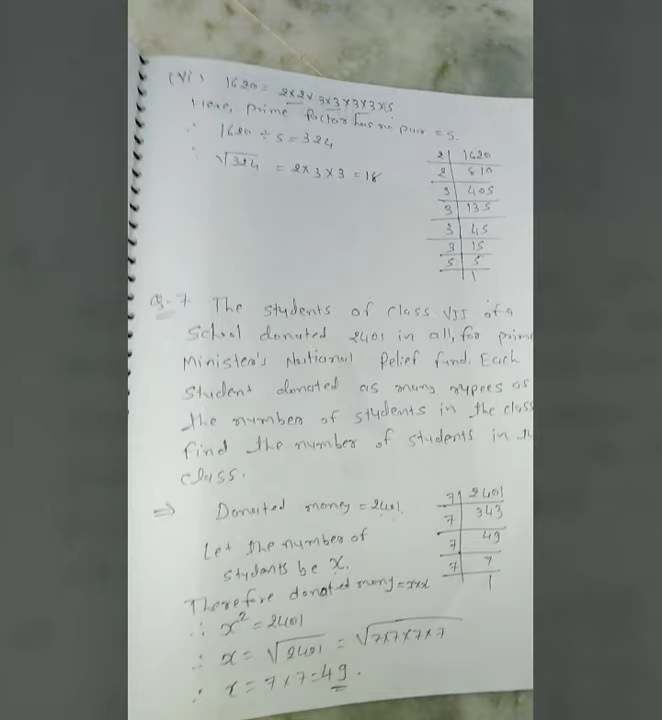 (vi) 1620 = 2×2×3×3×3×3×5
Here, prime factor has no pair = 5.
∴ 1620 ÷ 5 = 324
∴ √324 = 2×3×3 = 18
2 | 1620
2 | 810
3 | 405
3 | 135
3 | 45
3 | 15
5 | 5
1
Q-7 The students of class VII of a
School donated 2401 in all, for prime
Minister's National Relief fund. Each
Student donated as many rupees as
the number of students in the class
find the number of students in
class.
⇒ Donated money = 2401.
Let the number of
students be x.
Therefore donated money = x×x
∴ x² = 2401
∴ x = √2401 = √7×7×7×7
∴ x = 7×7=49.
7 | 2401
7 | 343
7 | 49
7 | 7
1